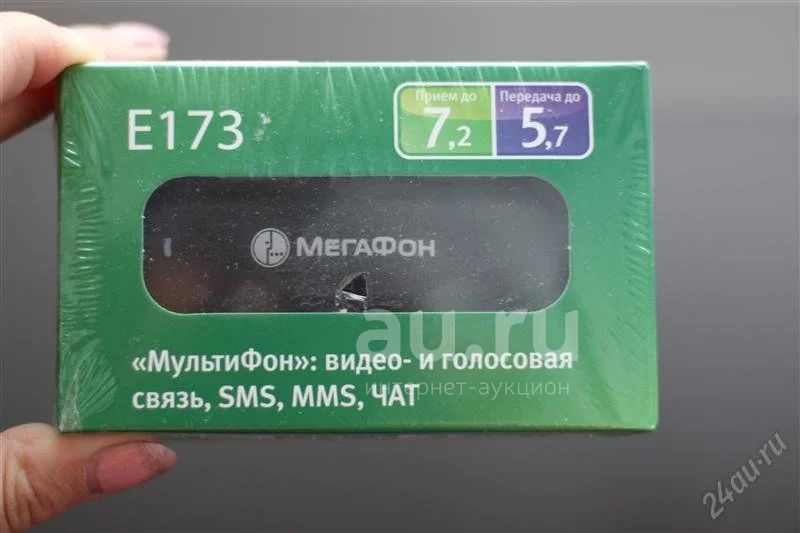 E173
Прием до
7,2
Передача до
5,7
МЕГАФОН
au.ru
интернет-аукцион
«МультиФон»: видео- и голосовая
связь, SMS, MMS, ЧАТ
24au.ru